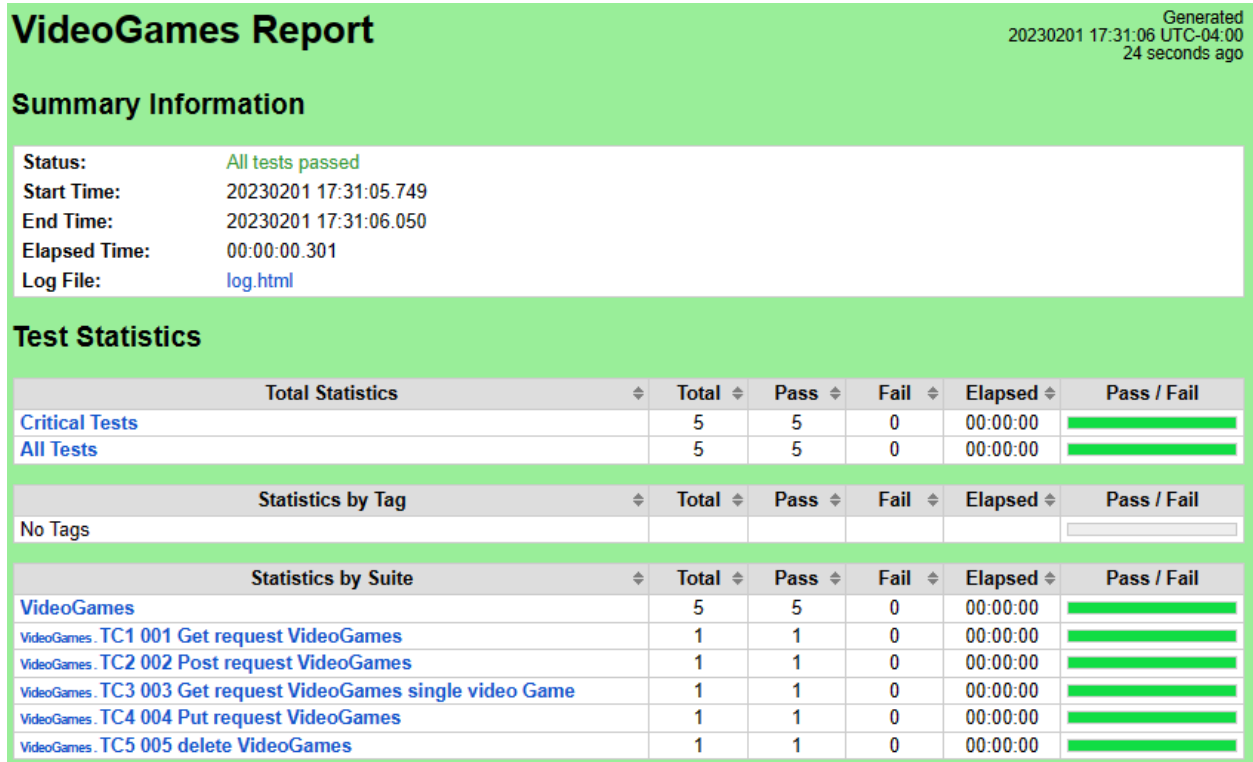 VideoGames Report
Generated
20230201 17:31:06 UTC-04:00
24 seconds ago
Summary Information
Status: All tests passed
Start Time: 20230201 17:31:05.749
End Time: 20230201 17:31:06.050
Elapsed Time: 00:00:00.301
Log File: log.html
Test Statistics
Total Statistics Total Pass Fail Elapsed Pass / Fail
Critical Tests 5 5 0 00:00:00
All Tests 5 5 0 00:00:00
Statistics by Tag Total Pass Fail Elapsed Pass / Fail
No Tags
Statistics by Suite Total Pass Fail Elapsed Pass / Fail
VideoGames 5 5 0 00:00:00
VideoGames . TC1 001 Get request VideoGames 1 1 0 00:00:00
VideoGames . TC2 002 Post request VideoGames 1 1 0 00:00:00
VideoGames . TC3 003 Get request VideoGames single video Game 1 1 0 00:00:00
VideoGames . TC4 004 Put request VideoGames 1 1 0 00:00:00
VideoGames . TC5 005 delete VideoGames 1 1 0 00:00:00